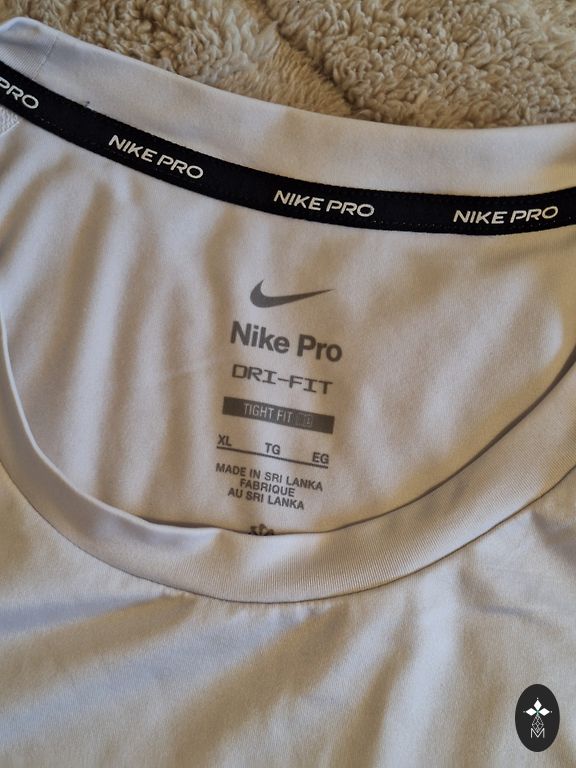 PRO
NIKE PRO
NIKE PRO
NIKE PRO
Nike Pro
DRI-FIT
TIGHT FIT
XL TG EG
MADE IN SRI LANKA
FABRIQUE
AU SRI LANKA
M